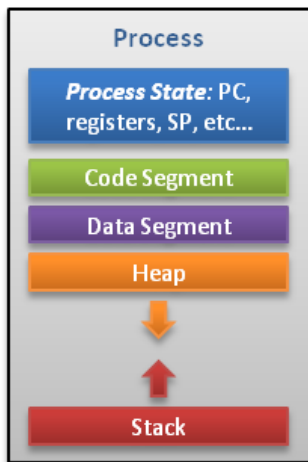 Process
Process State: PC,
registers, SP, etc...
Code Segment
Data Segment
Heap
Stack